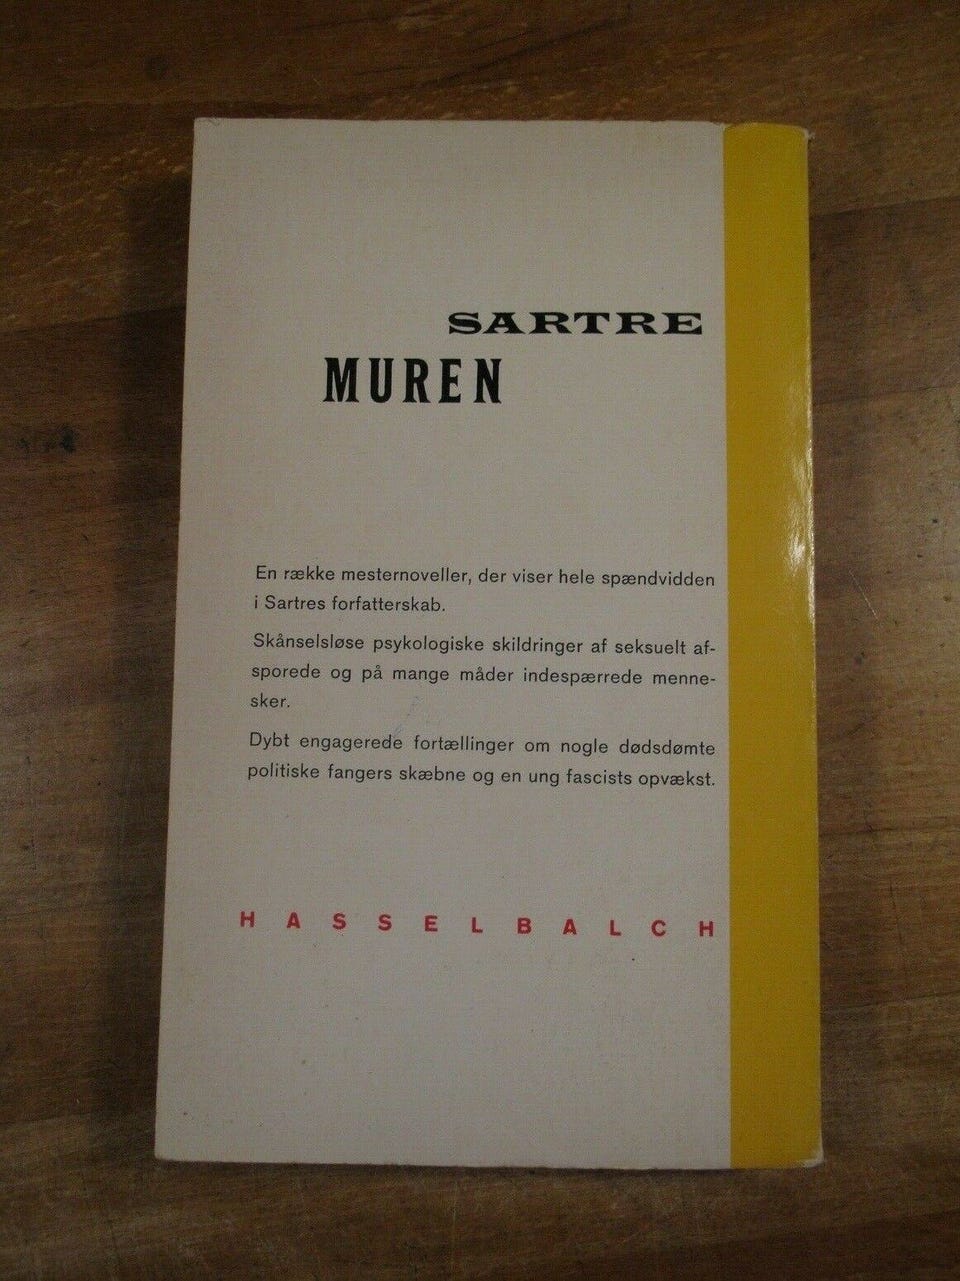 SARTRE
MUREN
En række mesternoveller, der viser hele spændvidden
i Sartres forfatterskab.
Skånselsløse psykologiske skildringer af seksuelt af-
sporede og på mange måder indespærrede menne-
sker.
Dybt engagerede fortællinger om nogle dødsdømte
politiske fangers skæbne og en ung fascists opvækst.
HASSELBALCH